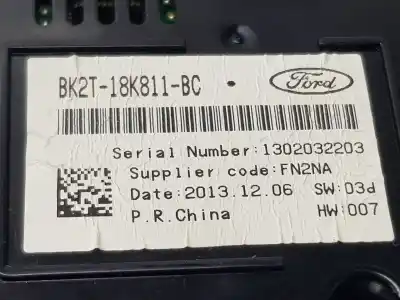 BK2T-18K811-BC
Ford
Serial Number:1302032203
Supplier code:FN2NA
Date:2013.12.06 SW:03d
P.R.China HW:007